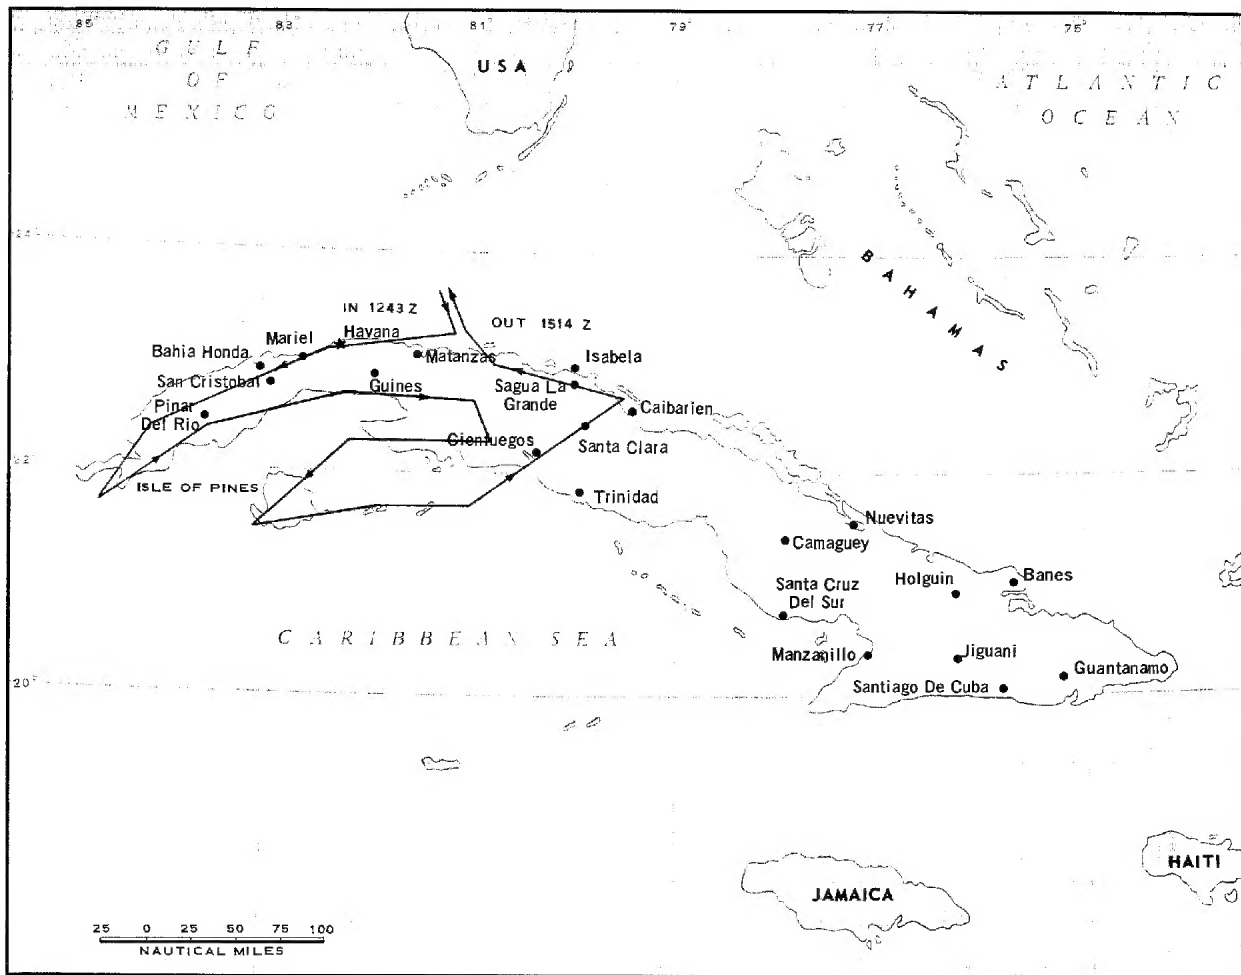 85° 83° 81° 79 77 75°
GULF
OF
MEXICO
USA
ATLANTIC
OCEAN
24°
BAHAMAS
IN 1243 Z
OUT 1514 Z
Mariel
Havana
Bahia Honda
Matanzas
Isabela
San Cristobal
Guines
Sagua La
Grande
Pinar
Del Rio
Caibarien
Cienfuegos
Santa Clara
22°
ISLE OF PINES
Trinidad
Nuevitas
Camaguey
Holguin
Banes
Santa Cruz
Del Sur
CARIBBEAN SEA
Manzanillo
Jiguani
Guantanamo
20°
Santiago De Cuba
HAITI
JAMAICA
25 0 25 50 75 100
NAUTICAL MILES